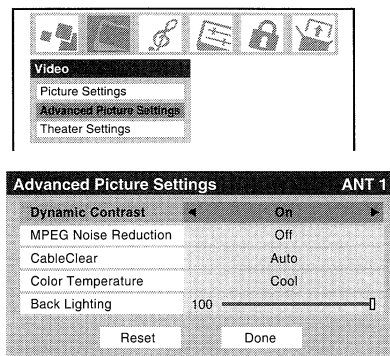 Video
Picture Settings
Advanced Picture Settings
Theater Settings
Advanced Picture Settings ANT 1
Dynamic Contrast On
MPEG Noise Reduction Off
CableClear Auto
Color Temperature Cool
Back Lighting 100
Reset Done